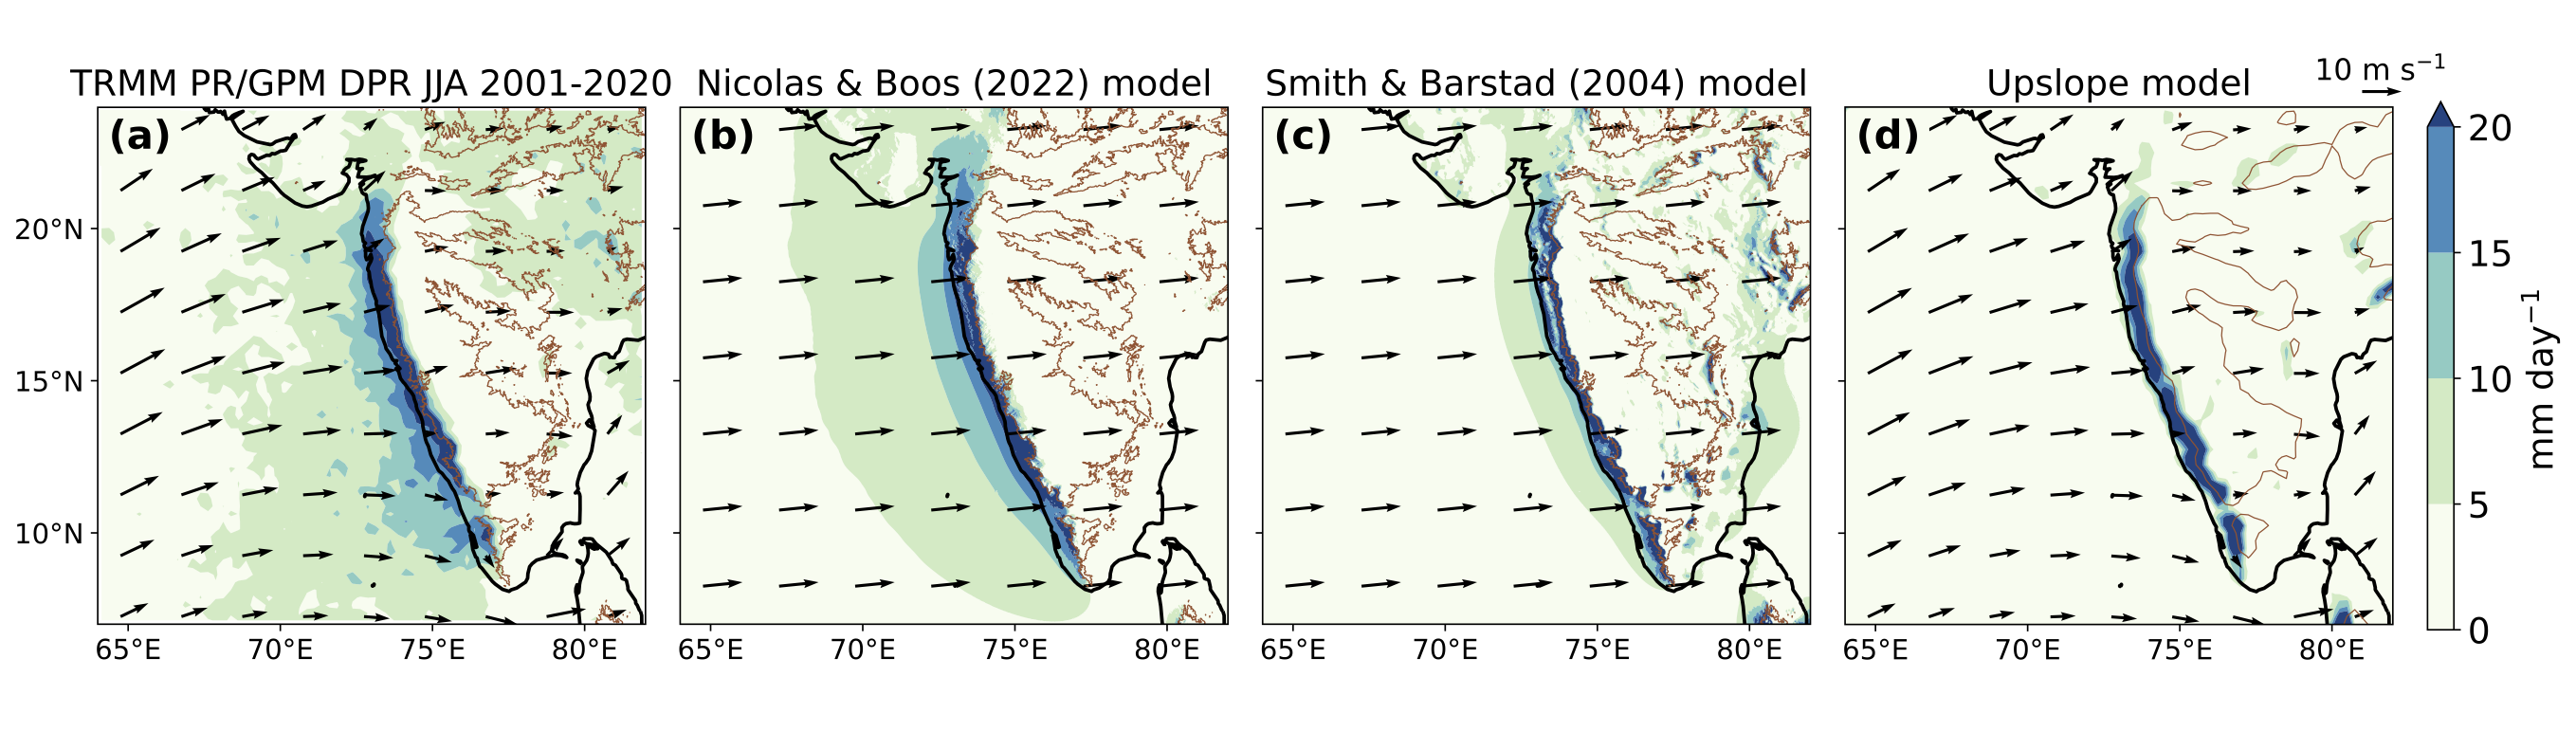 TRMM PR/GPM DPR JJA 2001-2020
Nicolas & Boos (2022) model
Smith & Barstad (2004) model
Upslope model
10 m s⁻¹
(a)
(b)
(c)
(d)
20°N
15°N
10°N
65°E 70°E 75°E 80°E
65°E 70°E 75°E 80°E
65°E 70°E 75°E 80°E
65°E 70°E 75°E 80°E
20
15
10
5
0
mm day⁻¹